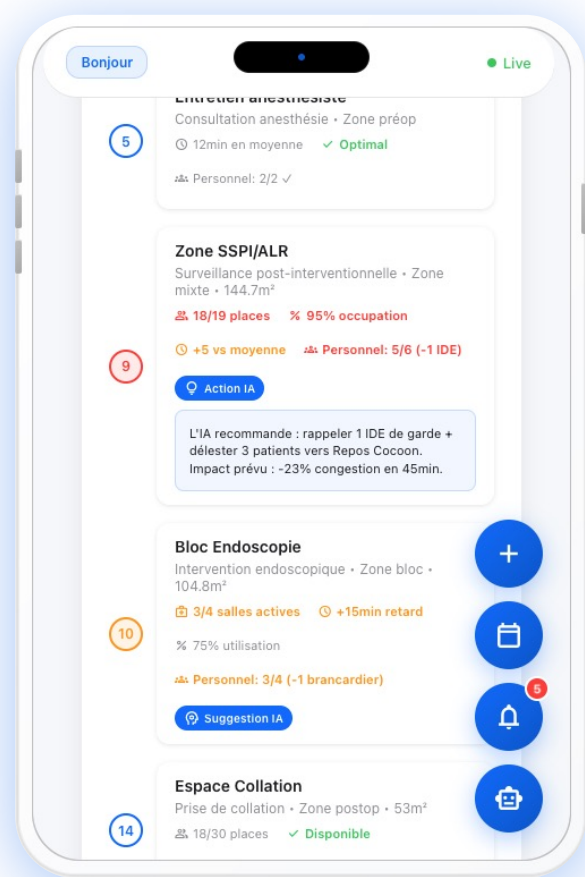 Bonjour
Live
Entretien anesthésiste
Consultation anesthésie • Zone préop
5
12min en moyenne ✓ Optimal
Personnel: 2/2 ✓
Zone SSPI/ALR
Surveillance post-interventionnelle • Zone
mixte • 144.7m²
18/19 places % 95% occupation
+5 vs moyenne Personnel: 5/6 (-1 IDE)
9
Action IA
L'IA recommande : rappeler 1 IDE de garde +
délester 3 patients vers Repos Cocoon.
Impact prévu : -23% congestion en 45min.
Bloc Endoscopie
Intervention endoscopique • Zone bloc •
104.8m²
3/4 salles actives +15min retard
10
% 75% utilisation
Personnel: 3/4 (-1 brancardier)
5
Suggestion IA
Espace Collation
Prise de collation • Zone postop • 53m²
14
18/30 places ✓ Disponible